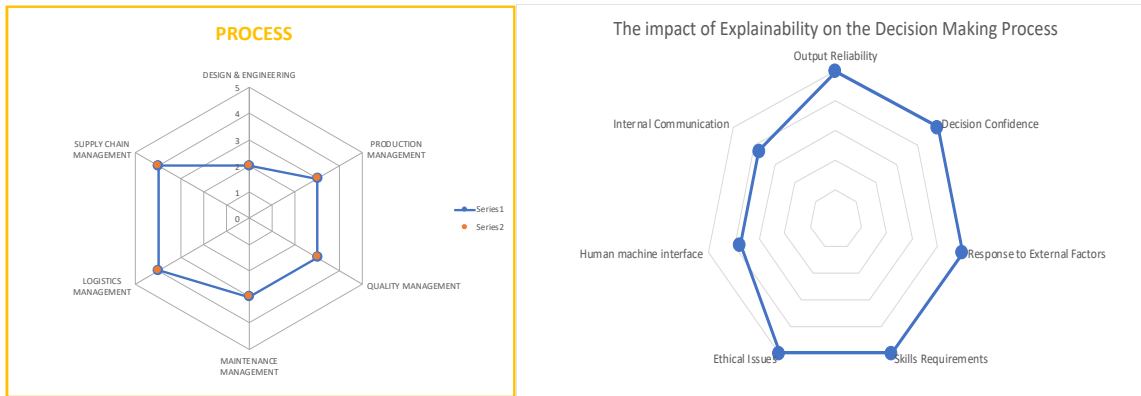 PROCESS
DESIGN & ENGINEERING
5
4
3
2
1
0
SUPPLY CHAIN
MANAGEMENT
PRODUCTION
MANAGEMENT
LOGISTICS
MANAGEMENT
QUALITY MANAGEMENT
MAINTENANCE
MANAGEMENT
Series1
Series2
The impact of Explainability on the Decision Making Process
Output Reliability
Internal Communication
Decision Confidence
Human machine interface
Response to External Factors
Ethical Issues
Skills Requirements